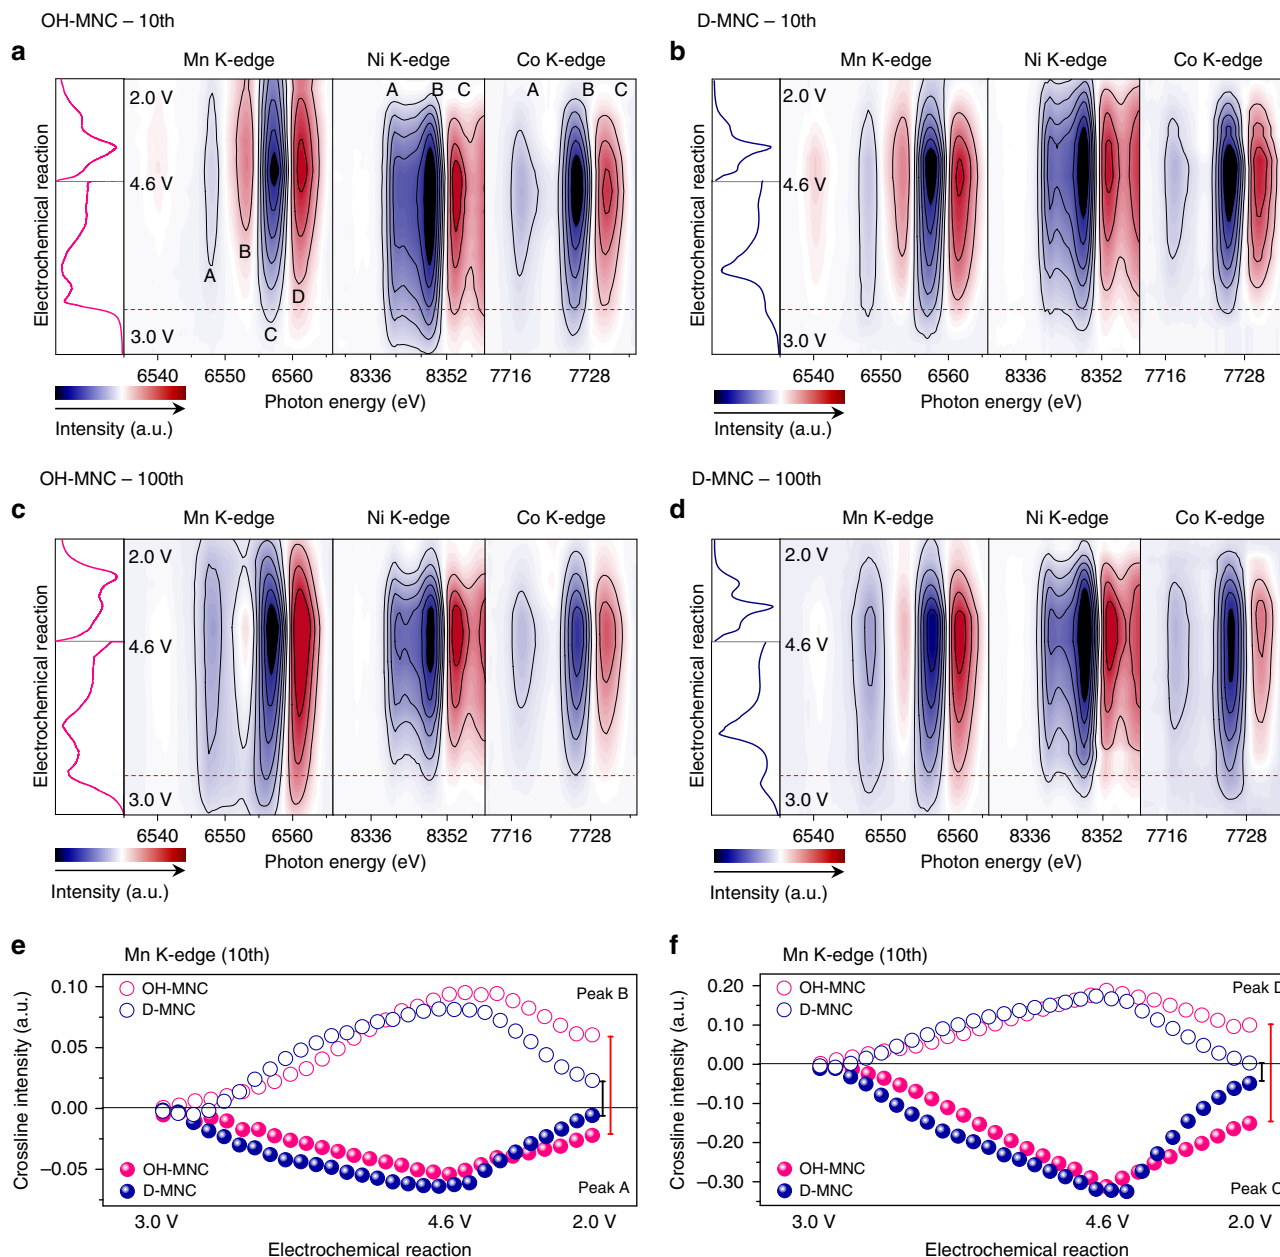 OH-MNC – 10th
D-MNC – 10th
a
b
Mn K-edge
Ni K-edge
Co K-edge
Mn K-edge
Ni K-edge
Co K-edge
Electrochemical reaction
2.0 V
4.6 V
3.0 V
A
B
C
D
A
B
C
A
B
C
Electrochemical reaction
2.0 V
4.6 V
3.0 V
6540
6550
6560
8336
8352
7716
7728
6540
6550
6560
8336
8352
7716
7728
Photon energy (eV)
Photon energy (eV)
Intensity (a.u.)
Intensity (a.u.)
OH-MNC – 100th
D-MNC – 100th
c
d
Mn K-edge
Ni K-edge
Co K-edge
Mn K-edge
Ni K-edge
Co K-edge
Electrochemical reaction
2.0 V
4.6 V
3.0 V
Electrochemical reaction
2.0 V
4.6 V
3.0 V
6540
6550
6560
8336
8352
7716
7728
6540
6550
6560
8336
8352
7716
7728
Photon energy (eV)
Photon energy (eV)
Intensity (a.u.)
Intensity (a.u.)
e
Mn K-edge (10th)
Crossline intensity (a.u.)
0.10
0.05
0.00
−0.05
OH-MNC
D-MNC
Peak B
OH-MNC
D-MNC
Peak A
3.0 V
4.6 V
2.0 V
Electrochemical reaction
f
Mn K-edge (10th)
Crossline intensity (a.u.)
0.20
0.10
0.00
−0.10
−0.20
−0.30
OH-MNC
D-MNC
Peak D
OH-MNC
D-MNC
Peak C
3.0 V
4.6 V
2.0 V
Electrochemical reaction